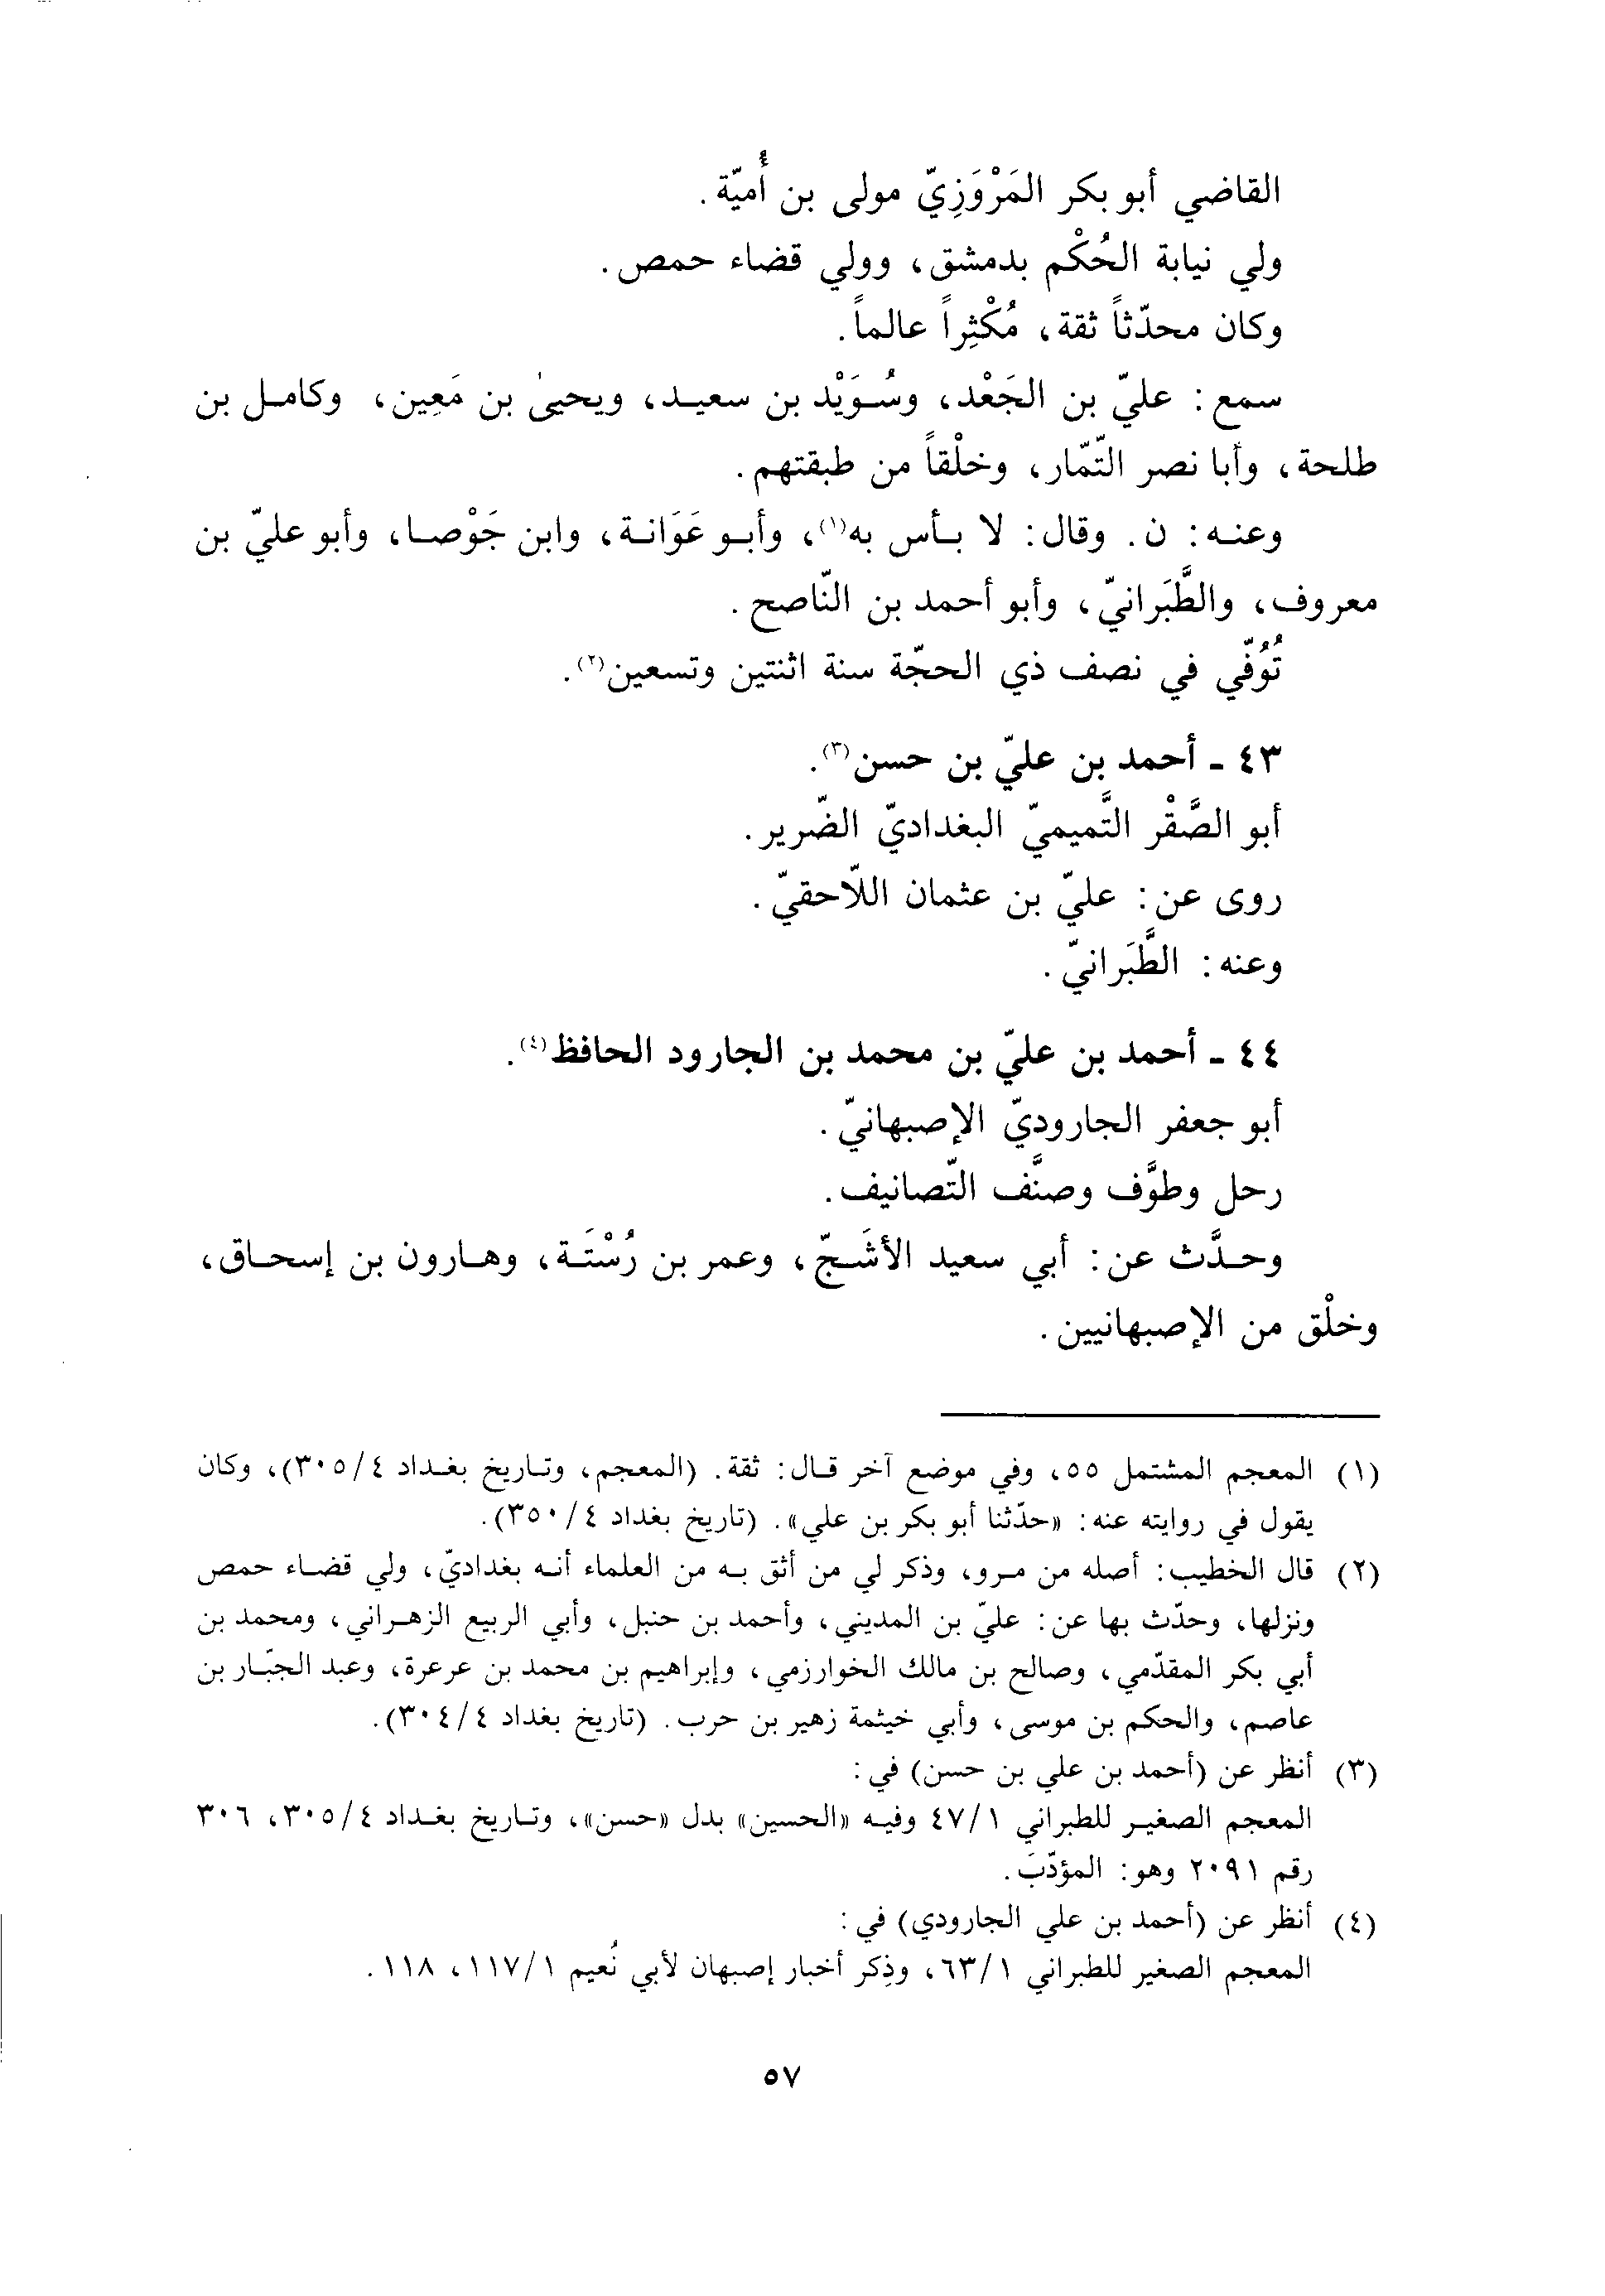 القاضي أبو بكر المَرْوَزِيّ مولى بن أُميّة.
ولي نيابة الحُكْم بدمشق، وولي قضاء حمص.
وكان محدّثاً ثقة، مُكْثِراً عالماً.
سمع: عليّ بن الجَعْد، وسُوَيْد بن سعيد، ويحيىٰ بن مَعِين، وكامل بن
طلحة، وأبا نصر التّمّار، وخلْقاً من طبقتهم.
وعنه: ن. وقال: لا بأس به(١)، وأبو عَوَانة، وابن جَوْصا، وأبو عليّ بن
معروف، والطَّبَرانيّ، وأبو أحمد بن النّاصح.
تُوُفّي في نصف ذي الحجّة سنة اثنتين وتسعين(٢).
٤٣ ـ أحمد بن عليّ بن حسن(٣).
أبو الصَّقْر التَّميميّ البغداديّ الضّرير.
روى عن: عليّ بن عثمان اللّاحقيّ.
وعنه: الطَّبَرانيّ.
٤٤ ـ أحمد بن عليّ بن محمد بن الجارود الحافظ(٤).
أبو جعفر الجاروديّ الإصبهانيّ.
رحل وطوَّف وصنَّف التّصانيف.
وحدَّث عن: أبي سعيد الأشَجّ، وعمر بن رُسْتَة، وهارون بن إسحاق،
وخلْق من الإصبهانيين.
(١) المعجم المشتمل ٥٥، وفي موضع آخر قال: ثقة. (المعجم، وتاريخ بغداد ٤/٣٠٥)، وكان
يقول في روايته عنه: «حدّثنا أبو بكر بن علي». (تاريخ بغداد ٤/٣٥٠).
(٢) قال الخطيب: أصله من مرو، وذكر لي من أثق به من العلماء أنه بغداديّ، ولي قضاء حمص
ونزلها، وحدّث بها عن: عليّ بن المديني، وأحمد بن حنبل، وأبي الربيع الزهراني، ومحمد بن
أبي بكر المقدّمي، وصالح بن مالك الخوارزمي، وإبراهيم بن محمد بن عرعرة، وعبد الجبّار بن
عاصم، والحكم بن موسى، وأبي خيثمة زهير بن حرب. (تاريخ بغداد ٤/٣٠٤).
(٣) أنظر عن (أحمد بن علي بن حسن) في:
المعجم الصغير للطبراني ١/٤٧ وفيه «الحسين» بدل «حسن»، وتاريخ بغداد ٤/٣٠٥، ٣٠٦
رقم ٢٠٩١ وهو: المؤدّبَ.
(٤) أنظر عن (أحمد بن علي الجارودي) في:
المعجم الصغير للطبراني ١/٦٣، وذِكر أخبار إصبهان لأبي نُعيم ١/١١٧، ١١٨.
٥٧